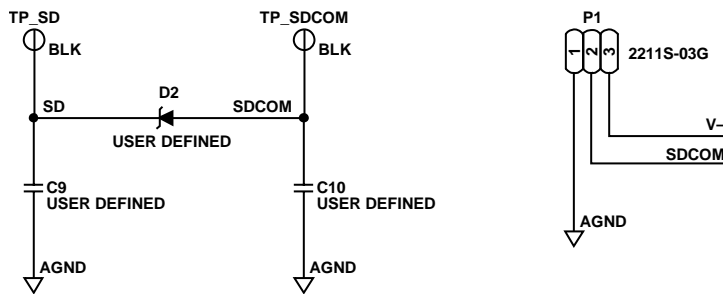 TP_SD
BLK
TP_SDCOM
BLK
SD
D2
SDCOM
USER DEFINED
C9
USER DEFINED
C10
USER DEFINED
AGND
AGND
P1
1
2
3
2211S-03G
V–
SDCOM
AGND